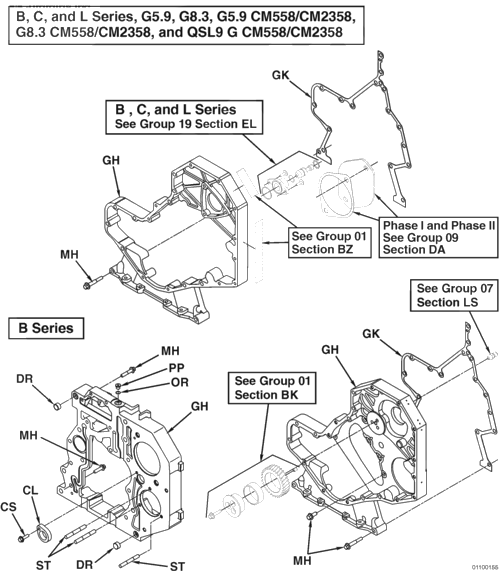 B, C, and L Series, G5.9, G8.3, G5.9 CM558/CM2358,
G8.3 CM558/CM2358, and QSL9 G CM558/CM2358
GK
B , C, and L Series
See Group 19 Section EL
GH
Phase I and Phase II
See Group 09
Section DA
See Group 01
Section BZ
MH
See Group 07
Section LS
B Series
GK
GH
MH
PP
OR
DR
GH
See Group 01
Section BK
MH
CL
CS
ST
DR
ST
MH
01100188